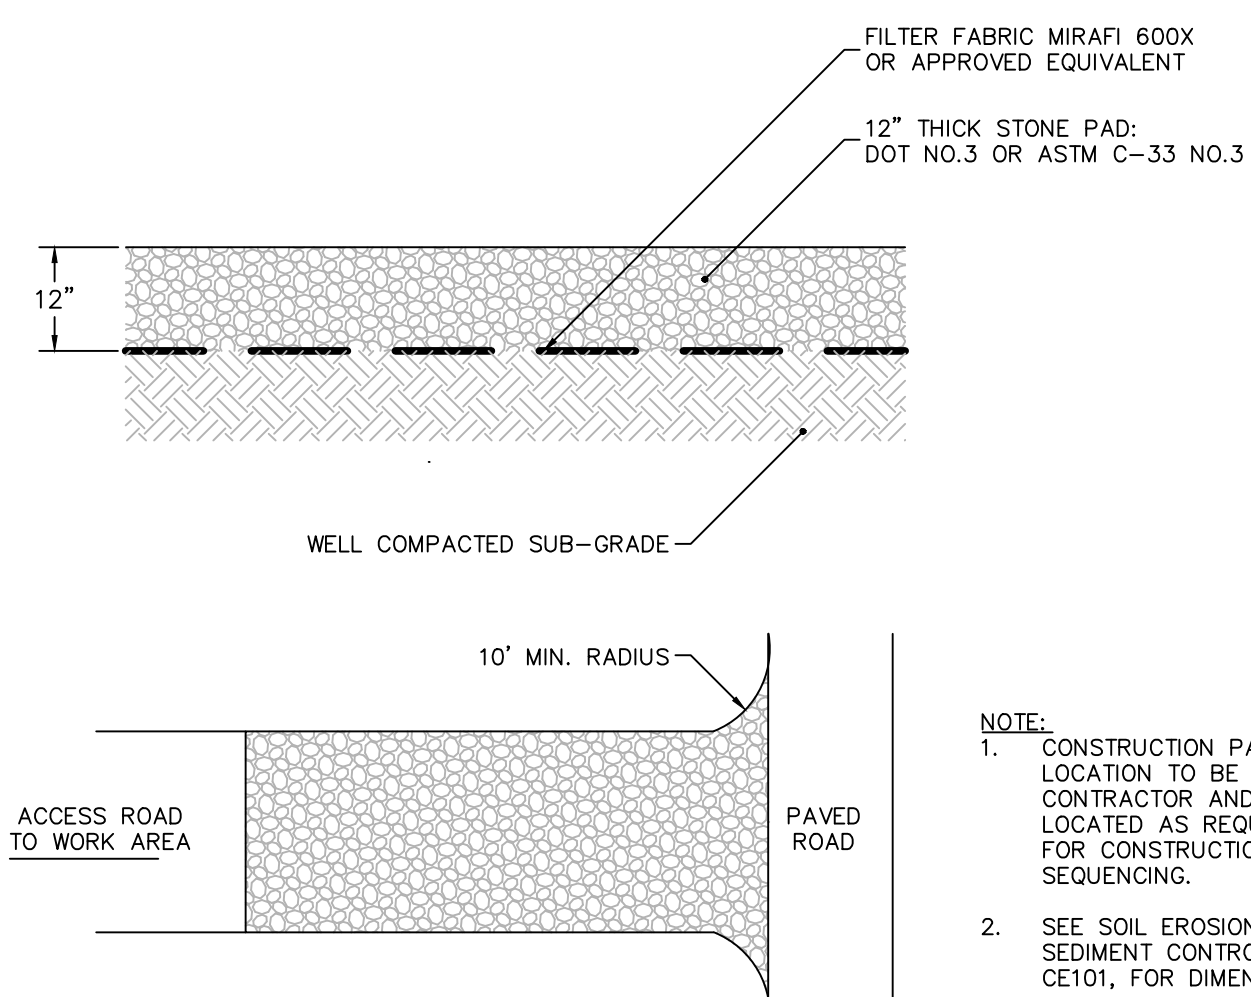 FILTER FABRIC MIRAFI 600X
OR APPROVED EQUIVALENT
12” THICK STONE PAD:
DOT NO.3 OR ASTM C-33 NO.3
12”
WELL COMPACTED SUB-GRADE
10’ MIN. RADIUS
ACCESS ROAD
TO WORK AREA
PAVED
ROAD
NOTE:
1. CONSTRUCTION
LOCATION TO BE
CONTRACTOR AND
LOCATED AS
FOR
SEQUENCING.
2. SEE SOIL EROSION
SEDIMENT
CE101, FOR